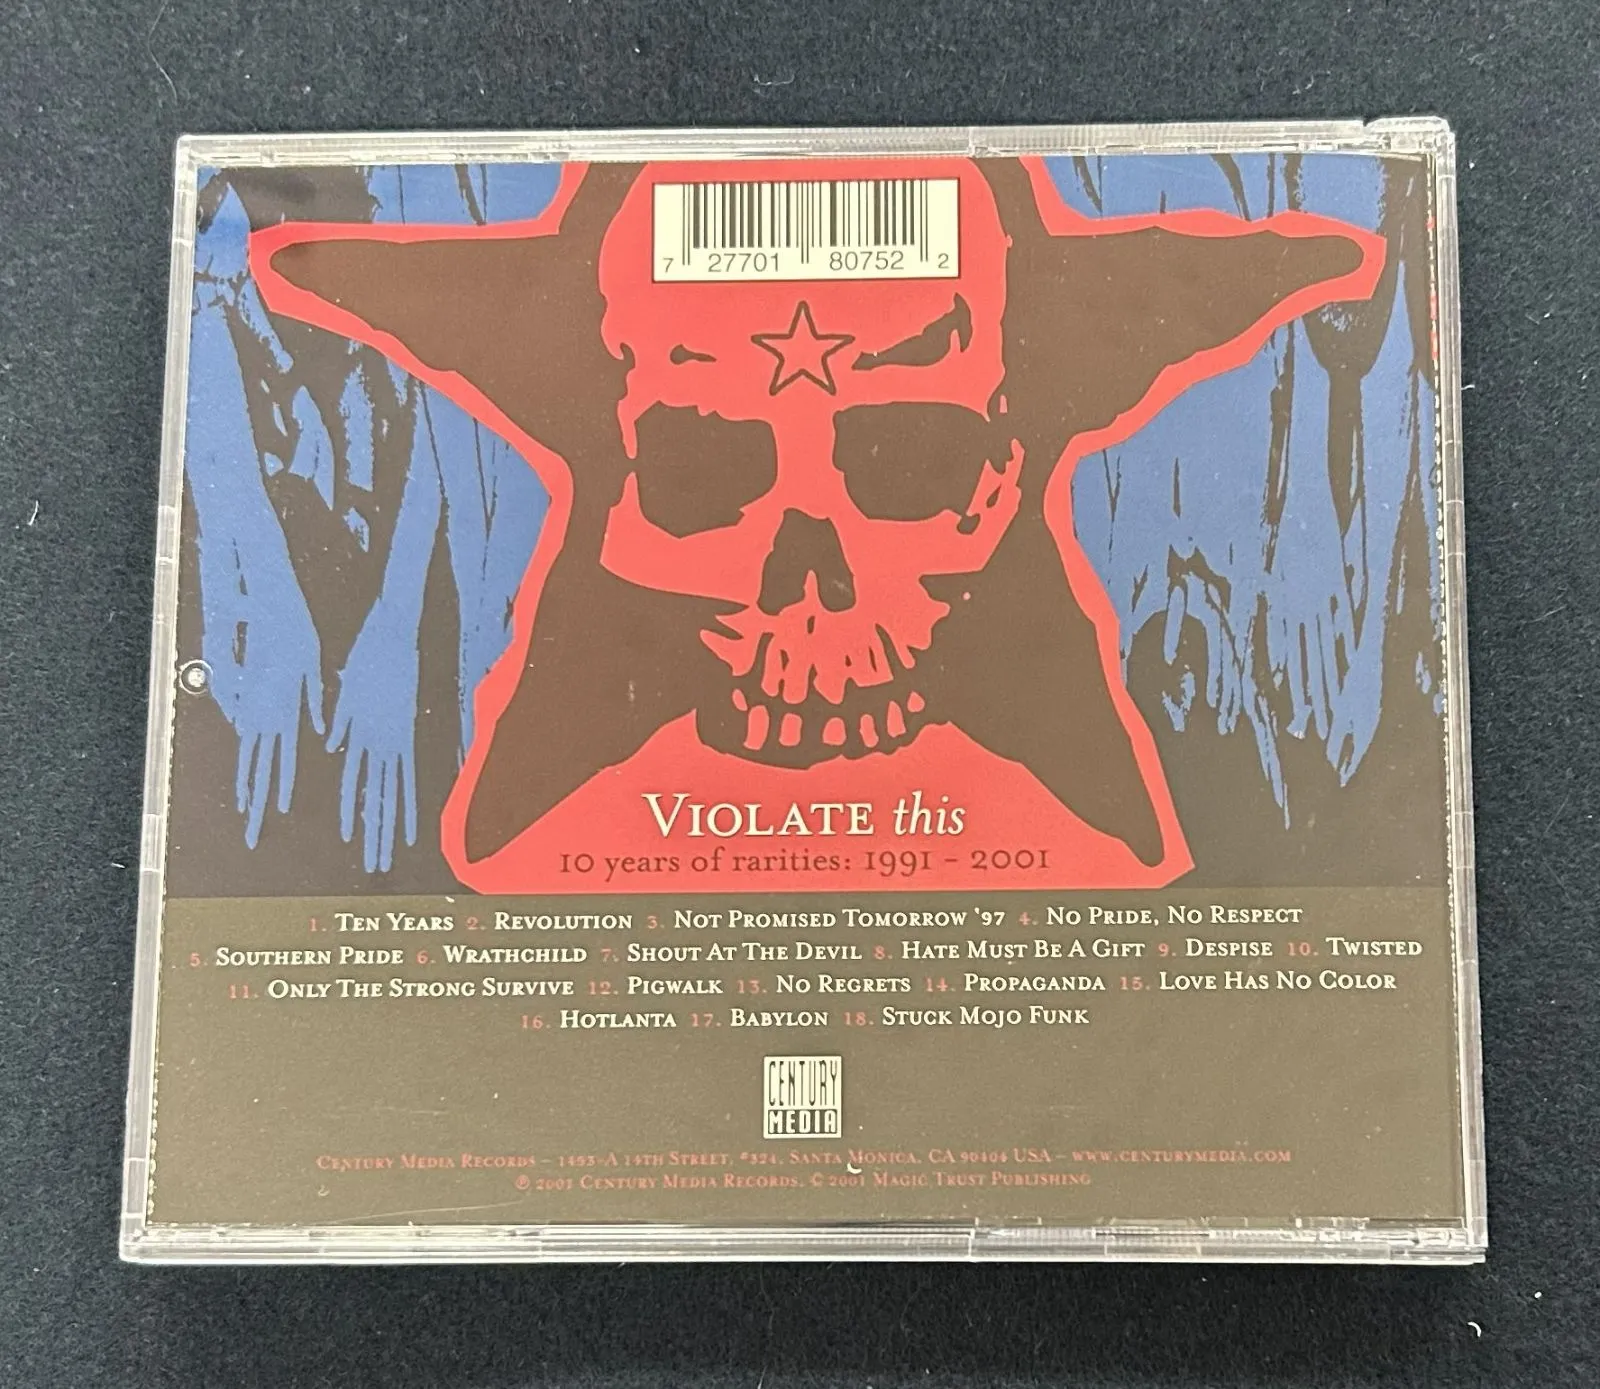 7 27701 80752 2
VIOLATE this
10 years of rarities: 1991 - 2001
1. TEN YEARS 2. REVOLUTION 3. NOT PROMISED TOMORROW '97 4. NO PRIDE, NO RESPECT
5. SOUTHERN PRIDE 6. WRATHCHILD 7. SHOUT AT THE DEVIL 8. HATE MUST BE A GIFT 9. DESPISE 10. TWISTED
11. ONLY THE STRONG SURVIVE 12. PIGWALK 13. NO REGRETS 14. PROPAGANDA 15. LOVE HAS NO COLOR
16. HOTLANTA 17. BABYLON 18. STUCK MOJO FUNK
CENTURY
MEDIA
CENTURY MEDIA RECORDS – 1453-A 14TH STREET, #324, SANTA MONICA, CA 90404 USA – WWW.CENTURYMEDIA.COM
℗ 2001 CENTURY MEDIA RECORDS, © 2001 MAGIC TRUST PUBLISHING